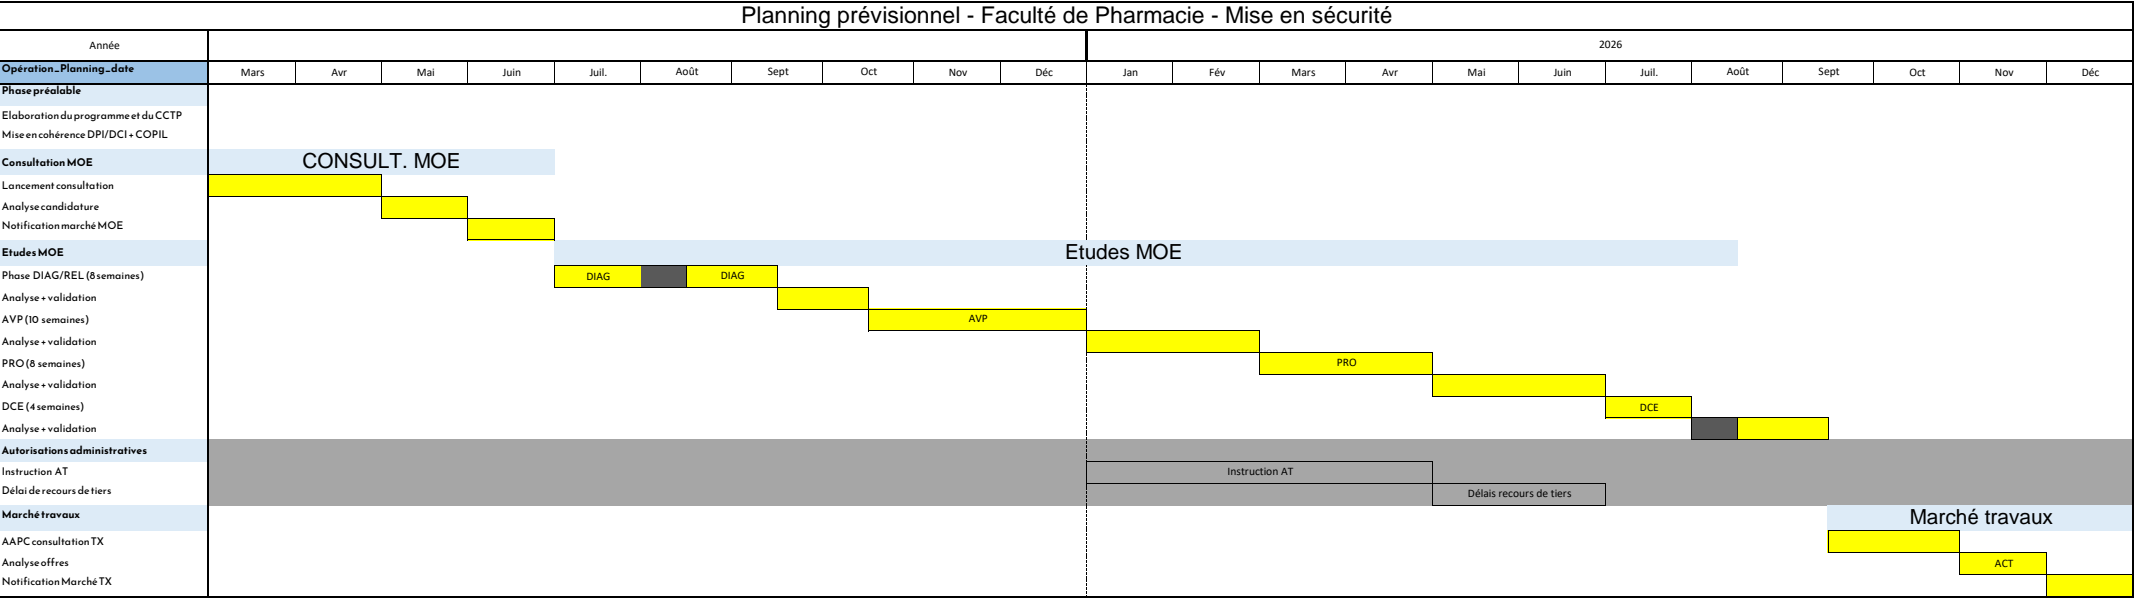 Planning prévisionnel - Faculté de Pharmacie - Mise en sécurité
Année 2026
Opération_Planning_date Mars Avr Mai Juin Juil. Août Sept Oct Nov Déc Jan Fév Mars Avr Mai Juin Juil. Août Sept Oct Nov Déc
Phase préalable
Elaboration du programme et du CCTP
Mise en cohérence DPI/DCI + COPIL
Consultation MOE CONSULT. MOE
Lancement consultation
Analyse candidature
Notification marché MOE
Etudes MOE Etudes MOE
Phase DIAG/REL (8 semaines) DIAG DIAG
Analyse + validation
AVP (10 semaines) AVP
Analyse + validation
PRO (8 semaines) PRO
Analyse + validation
DCE (4 semaines) DCE
Analyse + validation
Autorisations administratives
Instruction AT Instruction AT
Délai de recours de tiers Délais recours de tiers
Marché travaux Marché travaux
AAPC consultation TX
Analyse offres ACT
Notification Marché TX